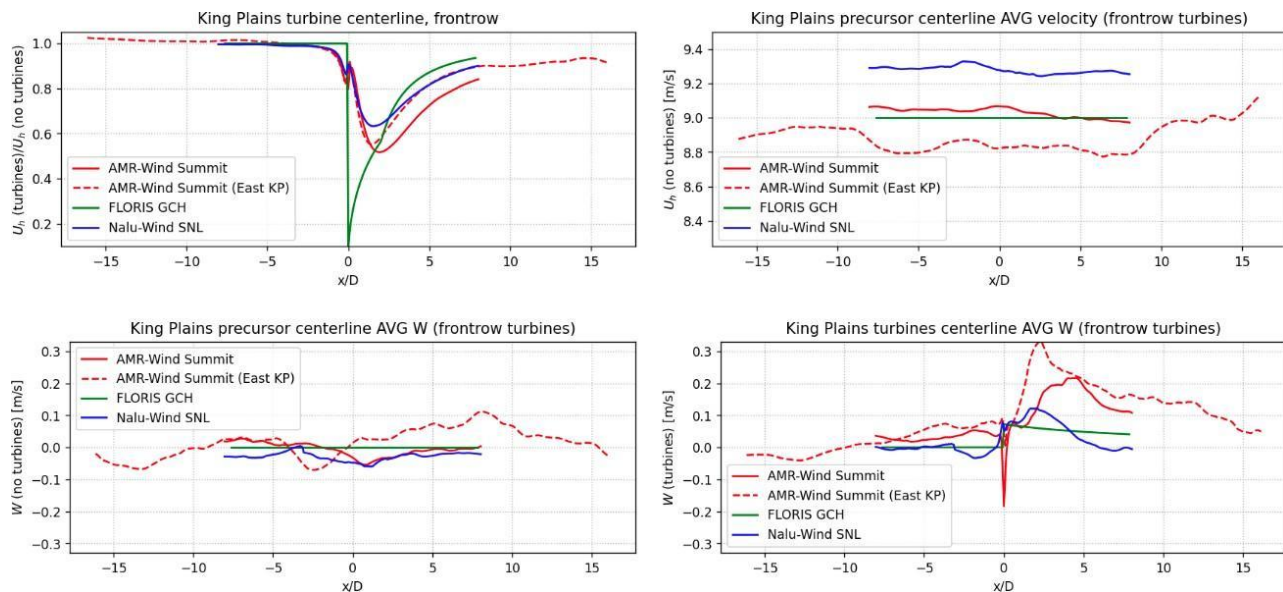 King Plains turbine centerline, frontrow
U_h (turbines)/U_h (no turbines)
1.0
0.8
0.6
0.4
0.2
AMR-Wind Summit
AMR-Wind Summit (East KP)
FLORIS GCH
Nalu-Wind SNL
−15 −10 −5 0 5 10 15
x/D
King Plains precursor centerline AVG velocity (frontrow turbines)
U_h (no turbines) [m/s]
9.4
9.2
9.0
8.8
8.6
8.4
AMR-Wind Summit
AMR-Wind Summit (East KP)
FLORIS GCH
Nalu-Wind SNL
−15 −10 −5 0 5 10 15
x/D
King Plains precursor centerline AVG W (frontrow turbines)
W (no turbines) [m/s]
0.3
0.2
0.1
0.0
−0.1
−0.2
−0.3
AMR-Wind Summit
AMR-Wind Summit (East KP)
FLORIS GCH
Nalu-Wind SNL
−15 −10 −5 0 5 10 15
x/D
King Plains turbines centerline AVG W (frontrow turbines)
W (turbines) [m/s]
0.3
0.2
0.1
0.0
−0.1
−0.2
−0.3
AMR-Wind Summit
AMR-Wind Summit (East KP)
FLORIS GCH
Nalu-Wind SNL
−15 −10 −5 0 5 10 15
x/D